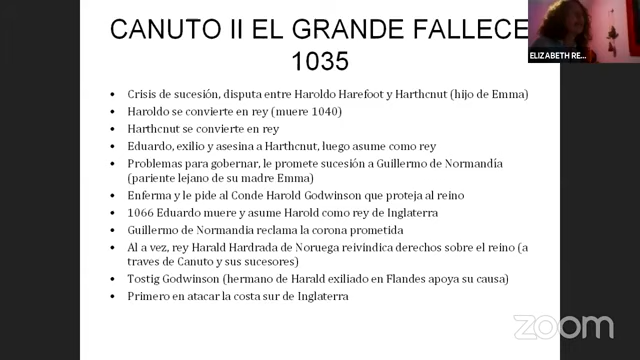 CANUTO II EL GRANDE FALLECE
1035
• Crisis de sucesión, disputa entre Haroldo Harefoot y Harthcnut (hijo de Emma)
• Haroldo se convierte en rey (muere 1040)
• Harthcnut se convierte en rey
• Eduardo, exilio y asesina a Harthcnut, luego asume como rey
• Problemas para gobernar, le promete sucesión a Guillermo de Normandía
(pariente lejano de su madre Emma)
• Enferma y le pide al Conde Harold Godwinson que proteja al reino
• 1066 Eduardo muere y asume Harold como rey de Inglaterra
• Guillermo de Normandia reclama la corona prometida
• Al a vez, rey Harald Hardrada de Noruega reivindica derechos sobre el reino (a
traves de Canuto y sus sucesores)
• Tostig Godwinson (hermano de Harald exiliado en Flandes apoya su causa)
• Primero en atacar la costa sur de Inglaterra
ELIZABETH RE...
zoom